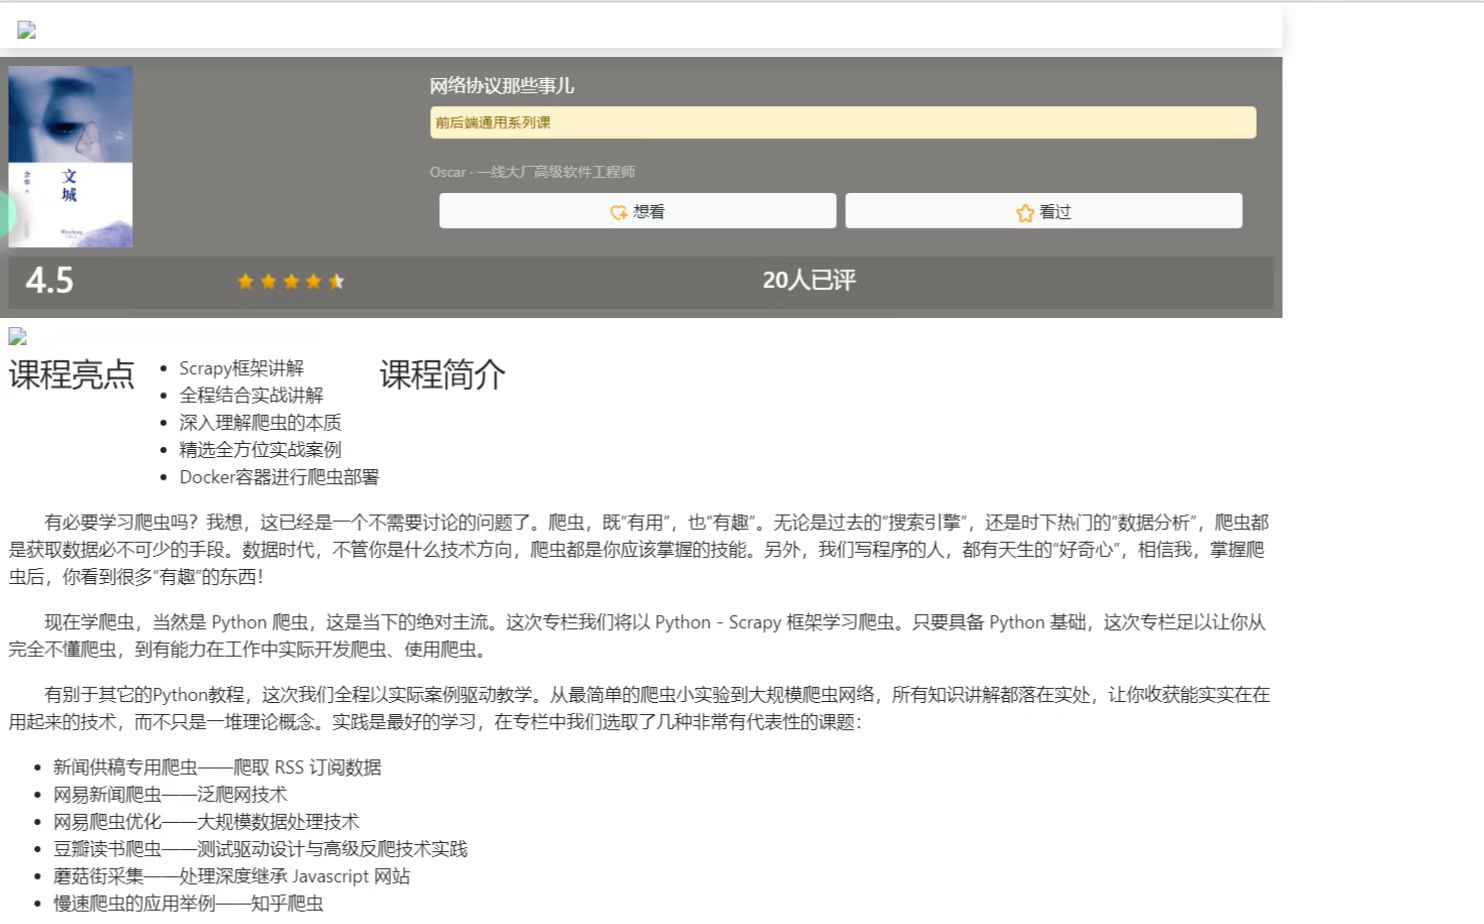 文
城
网络协议那些事儿
前后端通用系列课
Oscar · 一线大厂高级软件工程师
想看
看过
4.5
20人已评
课程亮点
Scrapy框架讲解
全程结合实战讲解
深入理解爬虫的本质
精选全方位实战案例
Docker容器进行爬虫部署
课程简介
有必要学习爬虫吗？我想，这已经是一个不需要讨论的问题了。爬虫，既“有用”，也“有趣”。无论是过去的“搜索引擎”，还是时下热门的“数据分析”，爬虫都
是获取数据必不可少的手段。数据时代，不管你是什么技术方向，爬虫都是你应该掌握的技能。另外，我们写程序的人，都有天生的“好奇心”，相信我，掌握爬
虫后，你看到很多“有趣”的东西！
现在学爬虫，当然是 Python 爬虫，这是当下的绝对主流。这次专栏我们将以 Python - Scrapy 框架学习爬虫。只要具备 Python 基础，这次专栏足以让你从
完全不懂爬虫，到有能力在工作中实际开发爬虫、使用爬虫。
有别于其它的Python教程，这次我们全程以实际案例驱动教学。从最简单的爬虫小实验到大规模爬虫网络，所有知识讲解都落在实处，让你收获能实实在在
用起来的技术，而不只是一堆理论概念。实践是最好的学习，在专栏中我们选取了几种非常有代表性的课题：
新闻供稿专用爬虫——爬取 RSS 订阅数据
网易新闻爬虫——泛爬网技术
网易爬虫优化——大规模数据处理技术
豆瓣读书爬虫——测试驱动设计与高级反爬技术实践
蘑菇街采集——处理深度继承 Javascript 网站
慢速爬虫的应用举例——知乎爬虫